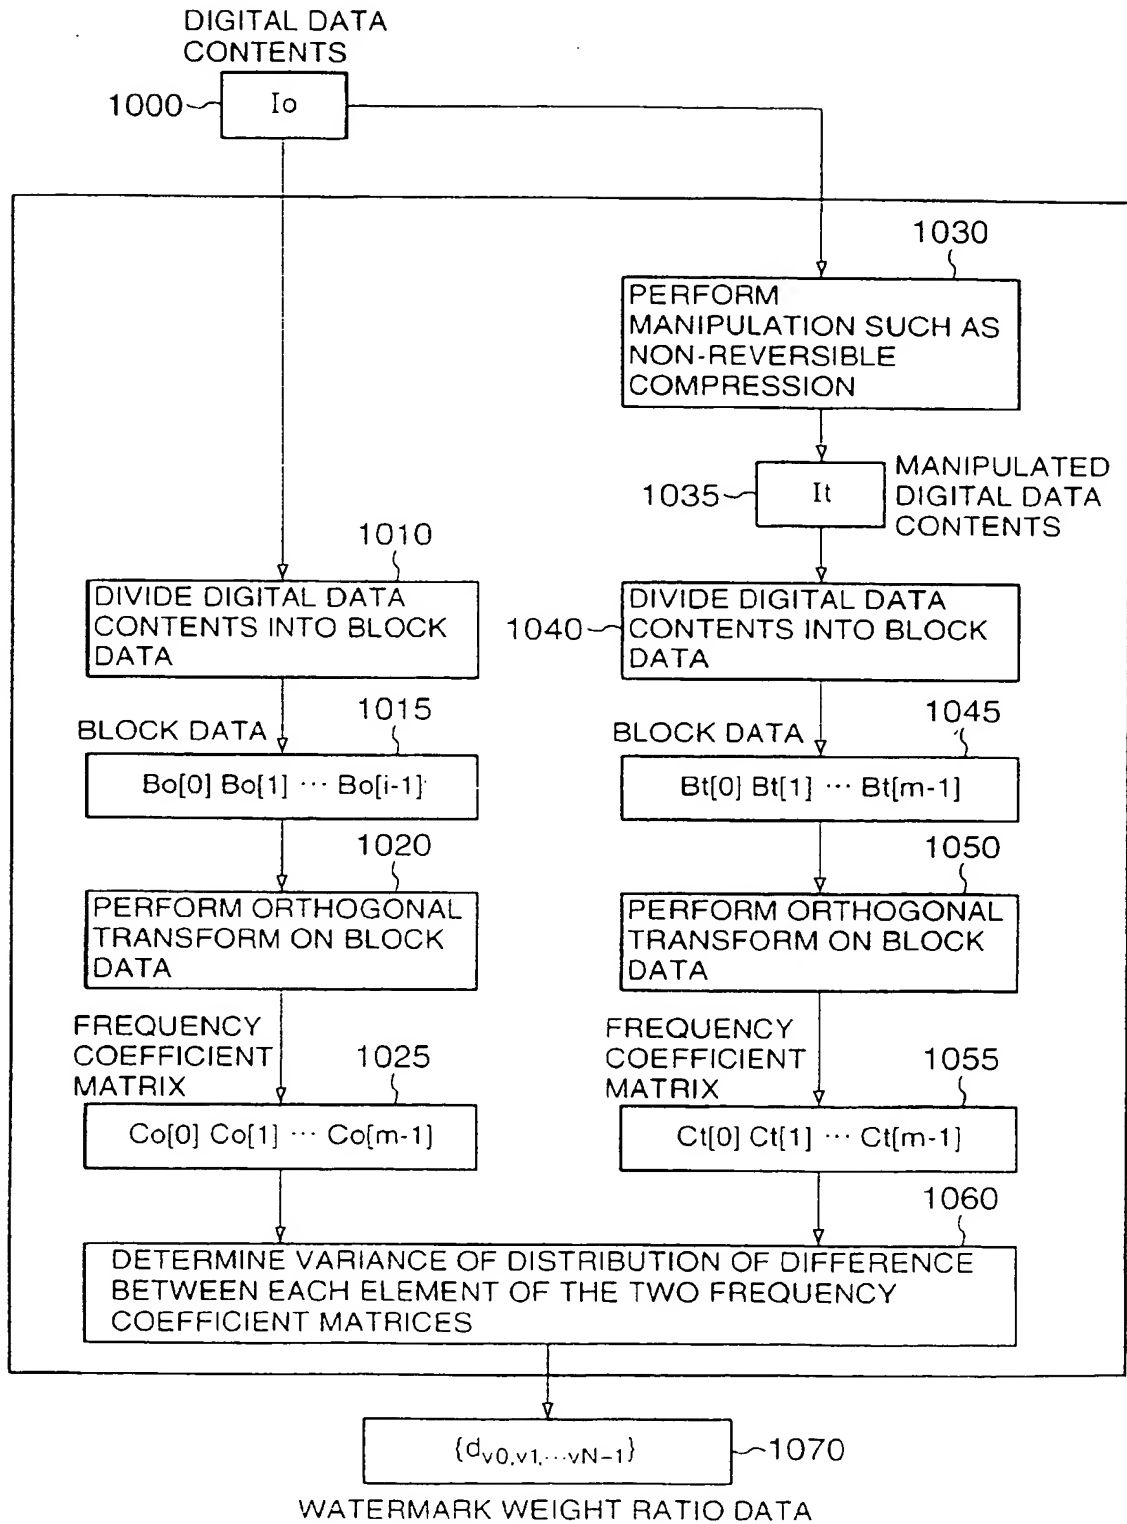 DIGITAL DATA
CONTENTS
1000
Io
1030
PERFORM
MANIPULATION SUCH AS
NON-REVERSIBLE
COMPRESSION
1035
It
MANIPULATED
DIGITAL DATA
CONTENTS
1010
DIVIDE DIGITAL DATA
CONTENTS INTO BLOCK
DATA
1040
DIVIDE DIGITAL DATA
CONTENTS INTO BLOCK
DATA
BLOCK DATA
1015
Bo[0] Bo[1] ··· Bo[i-1]
BLOCK DATA
1045
Bt[0] Bt[1] ··· Bt[m-1]
1020
PERFORM ORTHOGONAL
TRANSFORM ON BLOCK
DATA
1050
PERFORM ORTHOGONAL
TRANSFORM ON BLOCK
DATA
FREQUENCY
COEFFICIENT
MATRIX
1025
Co[0] Co[1] ··· Co[m-1]
FREQUENCY
COEFFICIENT
MATRIX
1055
Ct[0] Ct[1] ··· Ct[m-1]
1060
DETERMINE VARIANCE OF DISTRIBUTION OF DIFFERENCE
BETWEEN EACH ELEMENT OF THE TWO FREQUENCY
COEFFICIENT MATRICES
{dv0,v1,···vN-1}
1070
WATERMARK WEIGHT RATIO DATA